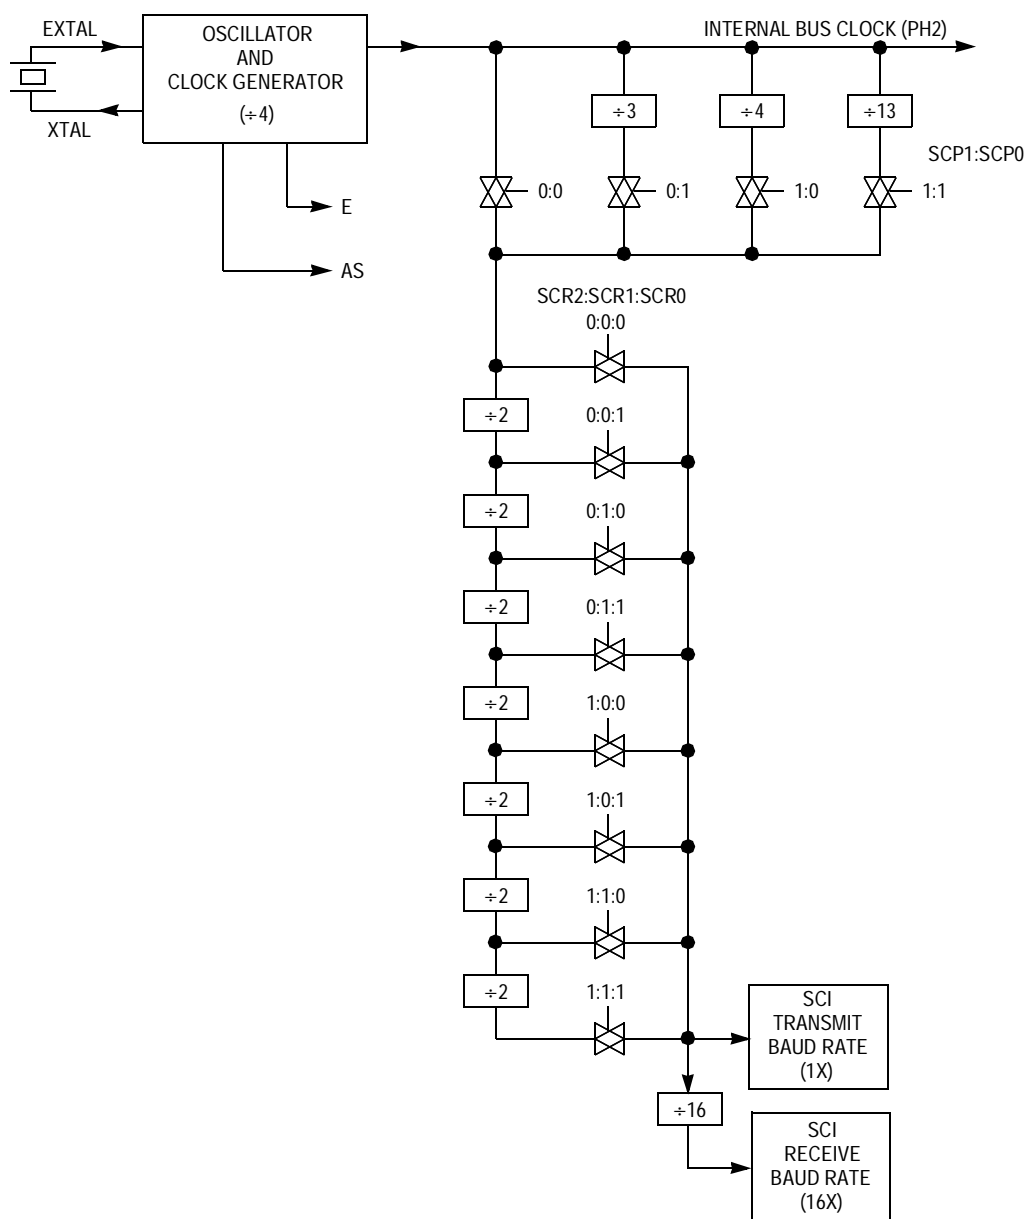 EXTAL
XTAL
OSCILLATOR
AND
CLOCK GENERATOR
(÷4)
E
AS
INTERNAL BUS CLOCK (PH2)
÷3
÷4
÷13
SCP1:SCP0
0:0
0:1
1:0
1:1
SCR2:SCR1:SCR0
0:0:0
÷2
0:0:1
÷2
0:1:0
÷2
0:1:1
÷2
1:0:0
÷2
1:0:1
÷2
1:1:0
÷2
1:1:1
SCI
TRANSMIT
BAUD RATE
(1X)
÷16
SCI
RECEIVE
BAUD RATE
(16X)